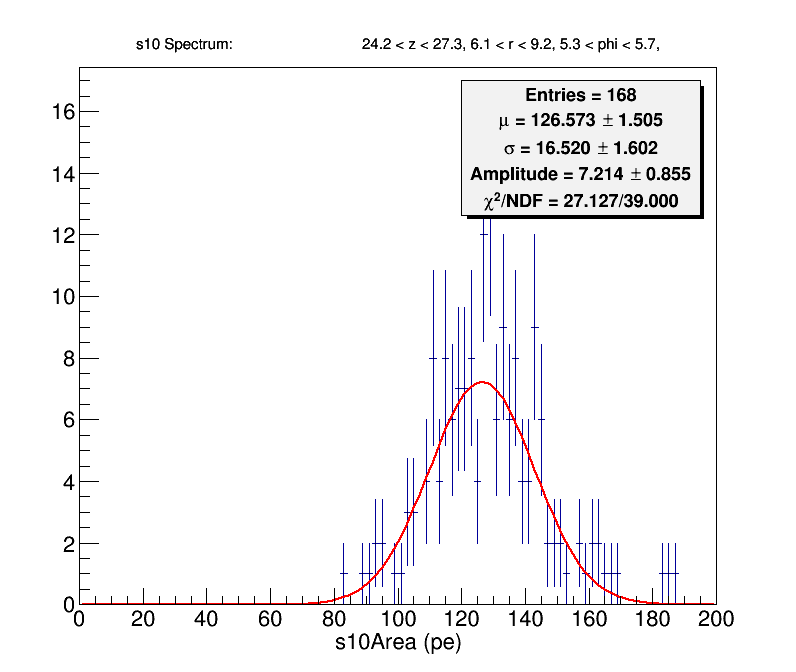 s10 Spectrum: 24.2 < z < 27.3, 6.1 < r < 9.2, 5.3 < phi < 5.7,
Entries = 168
μ = 126.573 ± 1.505
σ = 16.520 ± 1.602
Amplitude = 7.214 ± 0.855
χ²/NDF = 27.127/39.000
16
14
12
10
8
6
4
2
0
0 20 40 60 80 100 120 140 160 180 200
s10Area (pe)